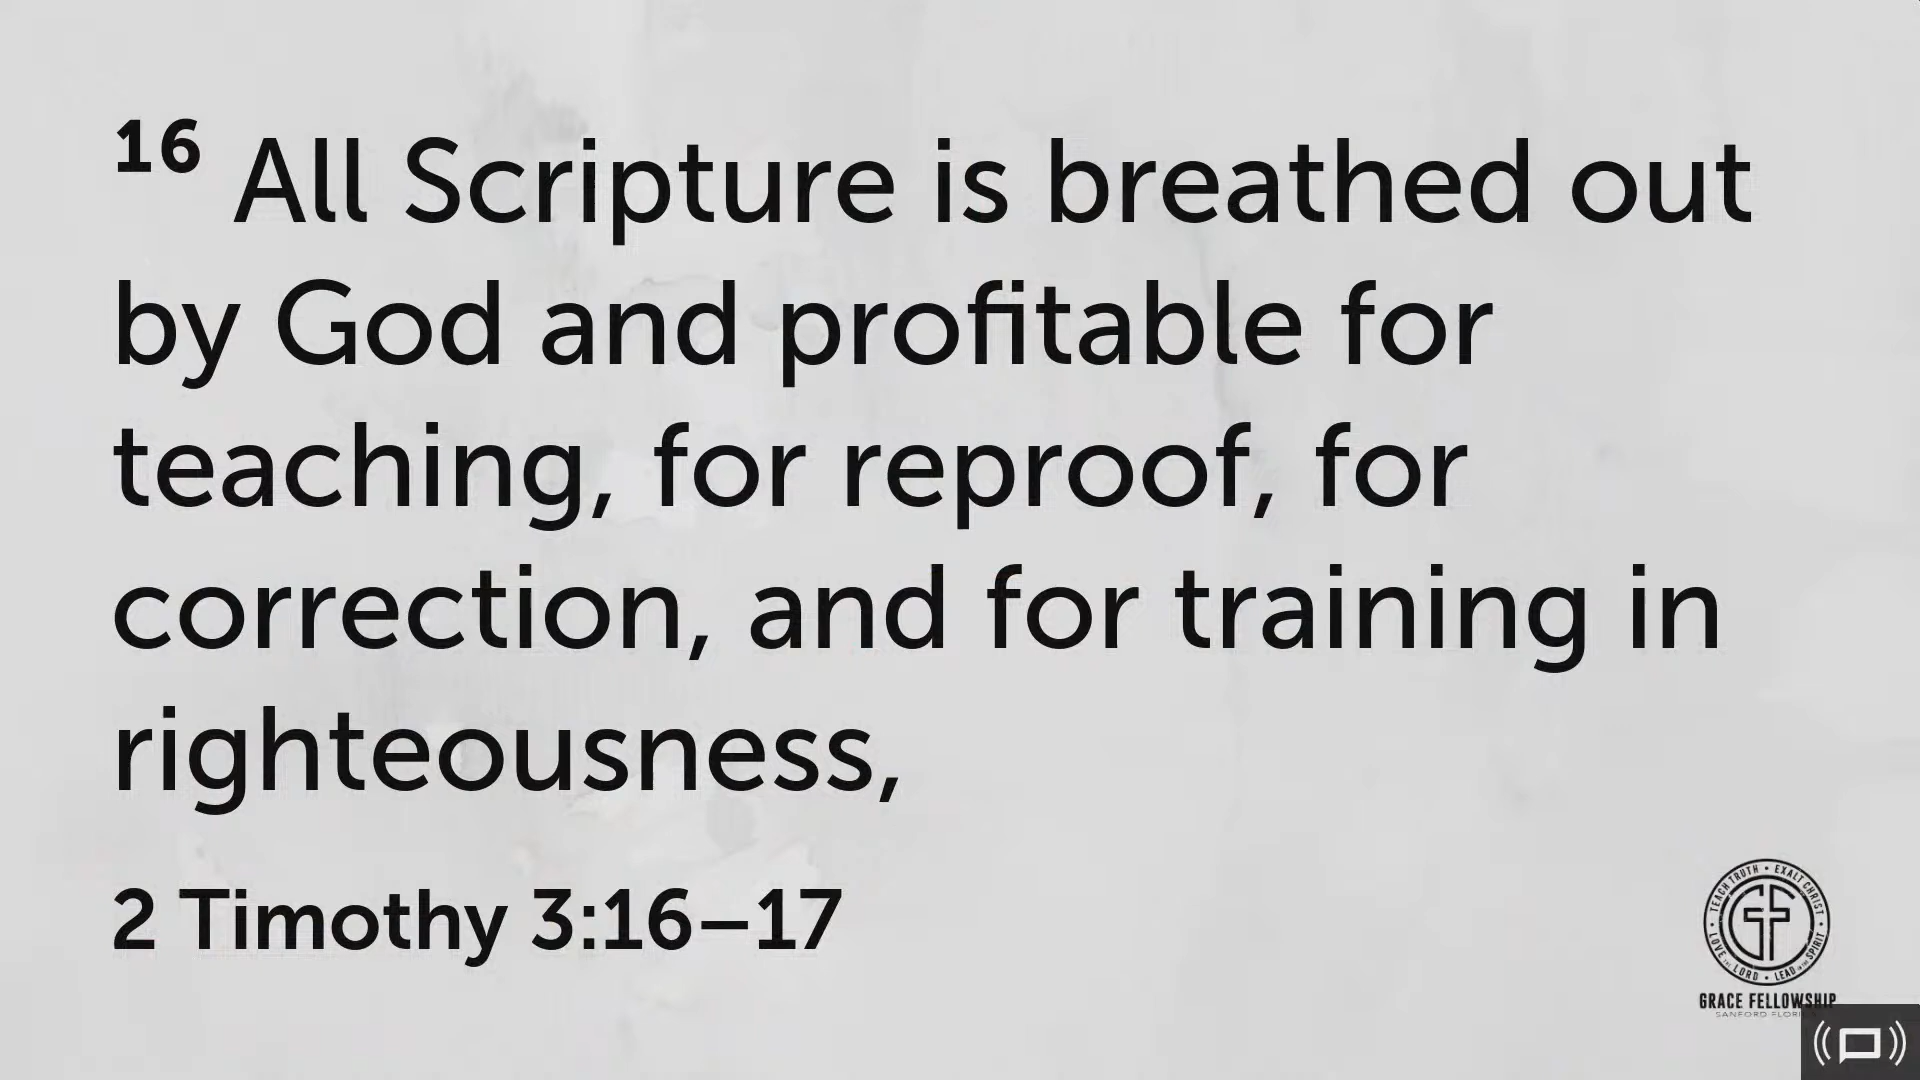 16 All Scripture is breathed out
by God and profitable for
teaching, for reproof, for
correction, and for training in
righteousness,
2 Timothy 3:16–17
TEACH TRUTH • EXALT CHRIST • LOVE THE LORD • LEAD IN THE SPIRIT •
GRACE FELLOWSHIP
SANFORD